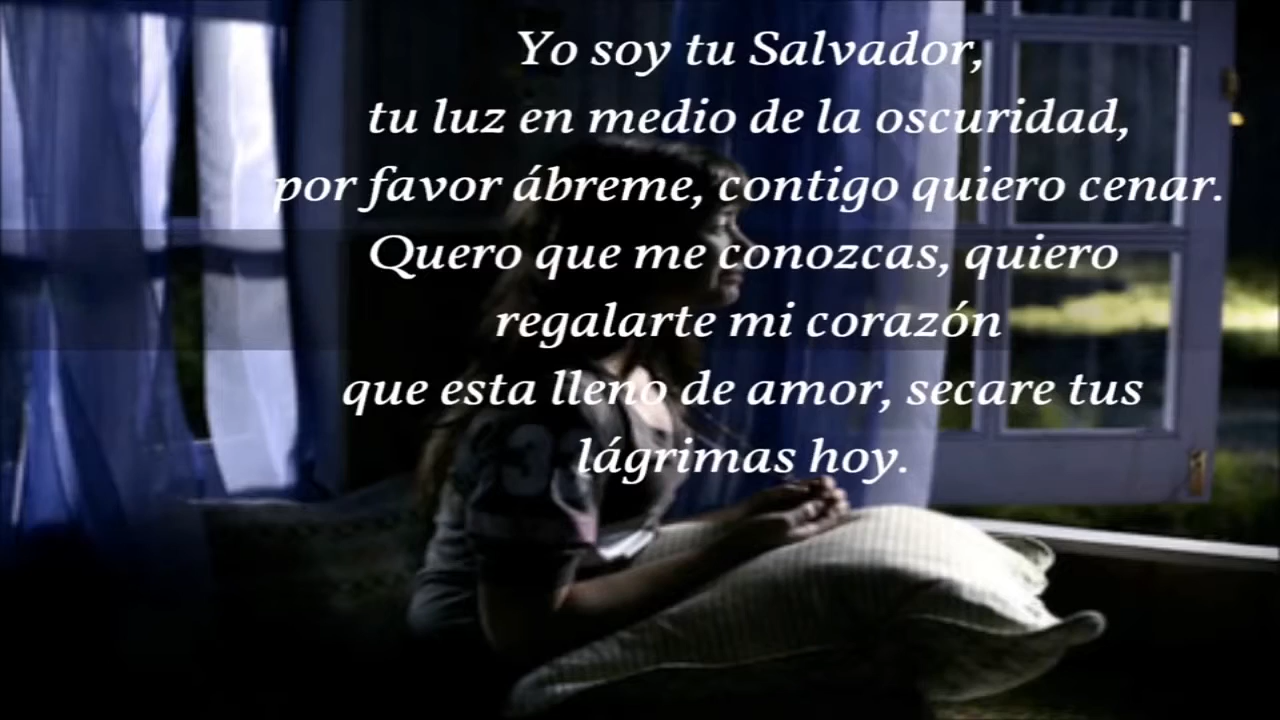 Yo soy tu Salvador,
tu luz en medio de la oscuridad,
por favor ábreme, contigo quiero cenar.
Quero que me conozcas, quiero
regalarte mi corazón
que esta lleno de amor, secare tus
lágrimas hoy.